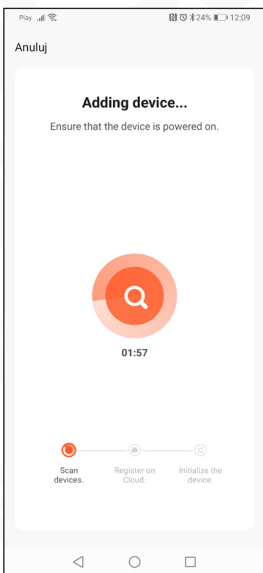 Play 24% 12:09
Anuluj
Adding device...
Ensure that the device is powered on.
01:57
Scan devices.
Register on Cloud.
Initialize the device.